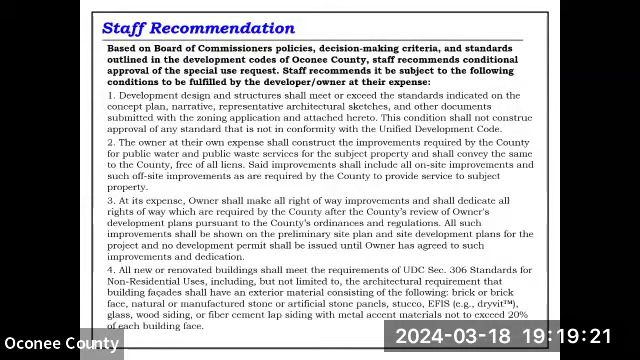 Staff Recommendation
Based on Board of Commissioners policies, decision-making criteria, and standards
outlined in the development codes of Oconee County, staff recommends conditional
approval of the special use request. Staff recommends it be subject to the following
conditions to be fulfilled by the developer/owner at their expense:
1. Development design and structures shall meet or exceed the standards indicated on the
concept plan, narrative, representative architectural sketches, and other documents
submitted with the zoning application and attached hereto. This condition shall not construe
approval of any standard that is not in conformity with the Unified Development Code.
2. The owner at their own expense shall construct the improvements required by the County
for public water and public waste services for the subject property and shall convey the same
to the County, free of all liens. Said improvements shall include all on-site improvements and
such off-site improvements as are required by the County to provide service to subject
property.
3. At its expense, Owner shall make all right of way improvements and shall dedicate all
rights of way which are required by the County after the County's review of Owner's
development plans pursuant to the County's ordinances and regulations. All such
improvements shall be shown on the preliminary site plan and site development plans for the
project and no development permit shall be issued until Owner has agreed to such
improvements and dedication.
4. All new or renovated buildings shall meet the requirements of UDC Sec. 306 Standards for
Non-Residential Uses, including, but not limited to, the architectural requirement that
building façades shall have an exterior material consisting of the following: brick or brick
face, natural or manufactured stone or artificial stone panels, stucco, EFIS (e.g., dryvit™),
glass, wood siding, or fiber cement lap siding with metal accent materials not to exceed 20%
of each building face.
Oconee County
2024-03-18 19:19:21